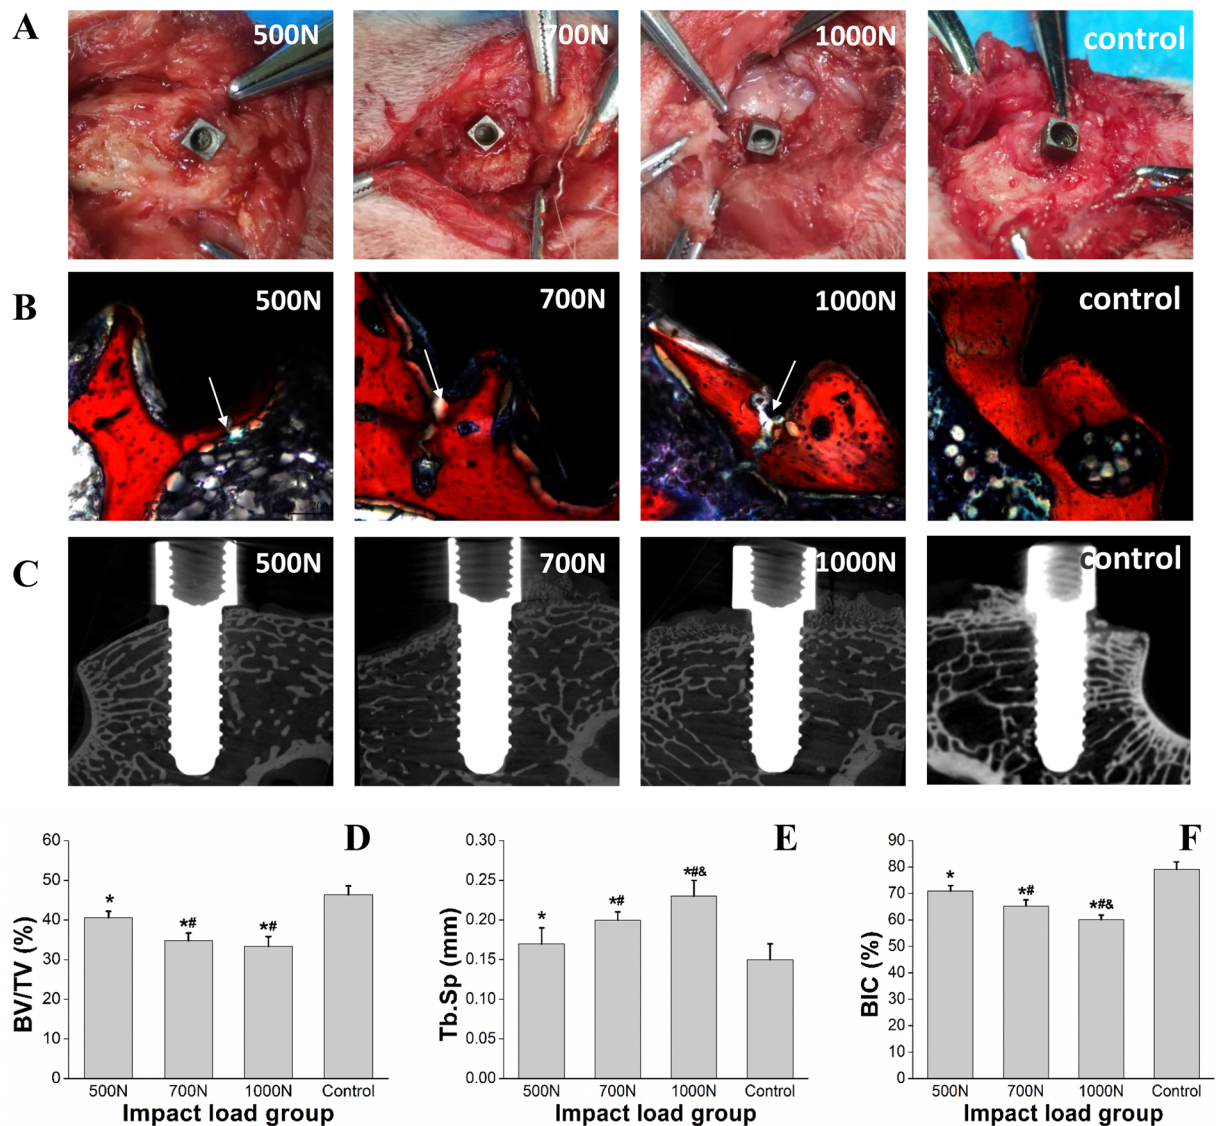 A
500N
700N
1000N
control
B
500N
700N
1000N
control
C
500N
700N
1000N
control
D
60
50
40
30
20
10
0
BV/TV (%)
*
*#
*#
500N
700N
1000N
Control
Impact load group
E
0.30
0.25
0.20
0.15
0.10
0.05
0.00
Tb.Sp (mm)
*
*#
*#&
500N
700N
1000N
Control
Impact load group
F
90
80
70
60
50
40
30
20
10
0
BIC (%)
*
*#
*#&
500N
700N
1000N
Control
Impact load group